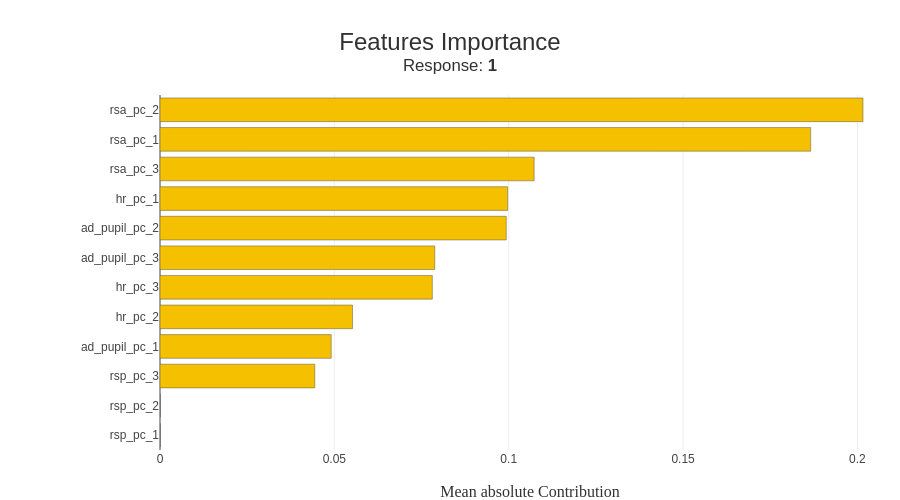 Features Importance
Response: 1
rsa_pc_2
rsa_pc_1
rsa_pc_3
hr_pc_1
ad_pupil_pc_2
ad_pupil_pc_3
hr_pc_3
hr_pc_2
ad_pupil_pc_1
rsp_pc_3
rsp_pc_2
rsp_pc_1
0 0.05 0.1 0.15 0.2
Mean absolute Contribution